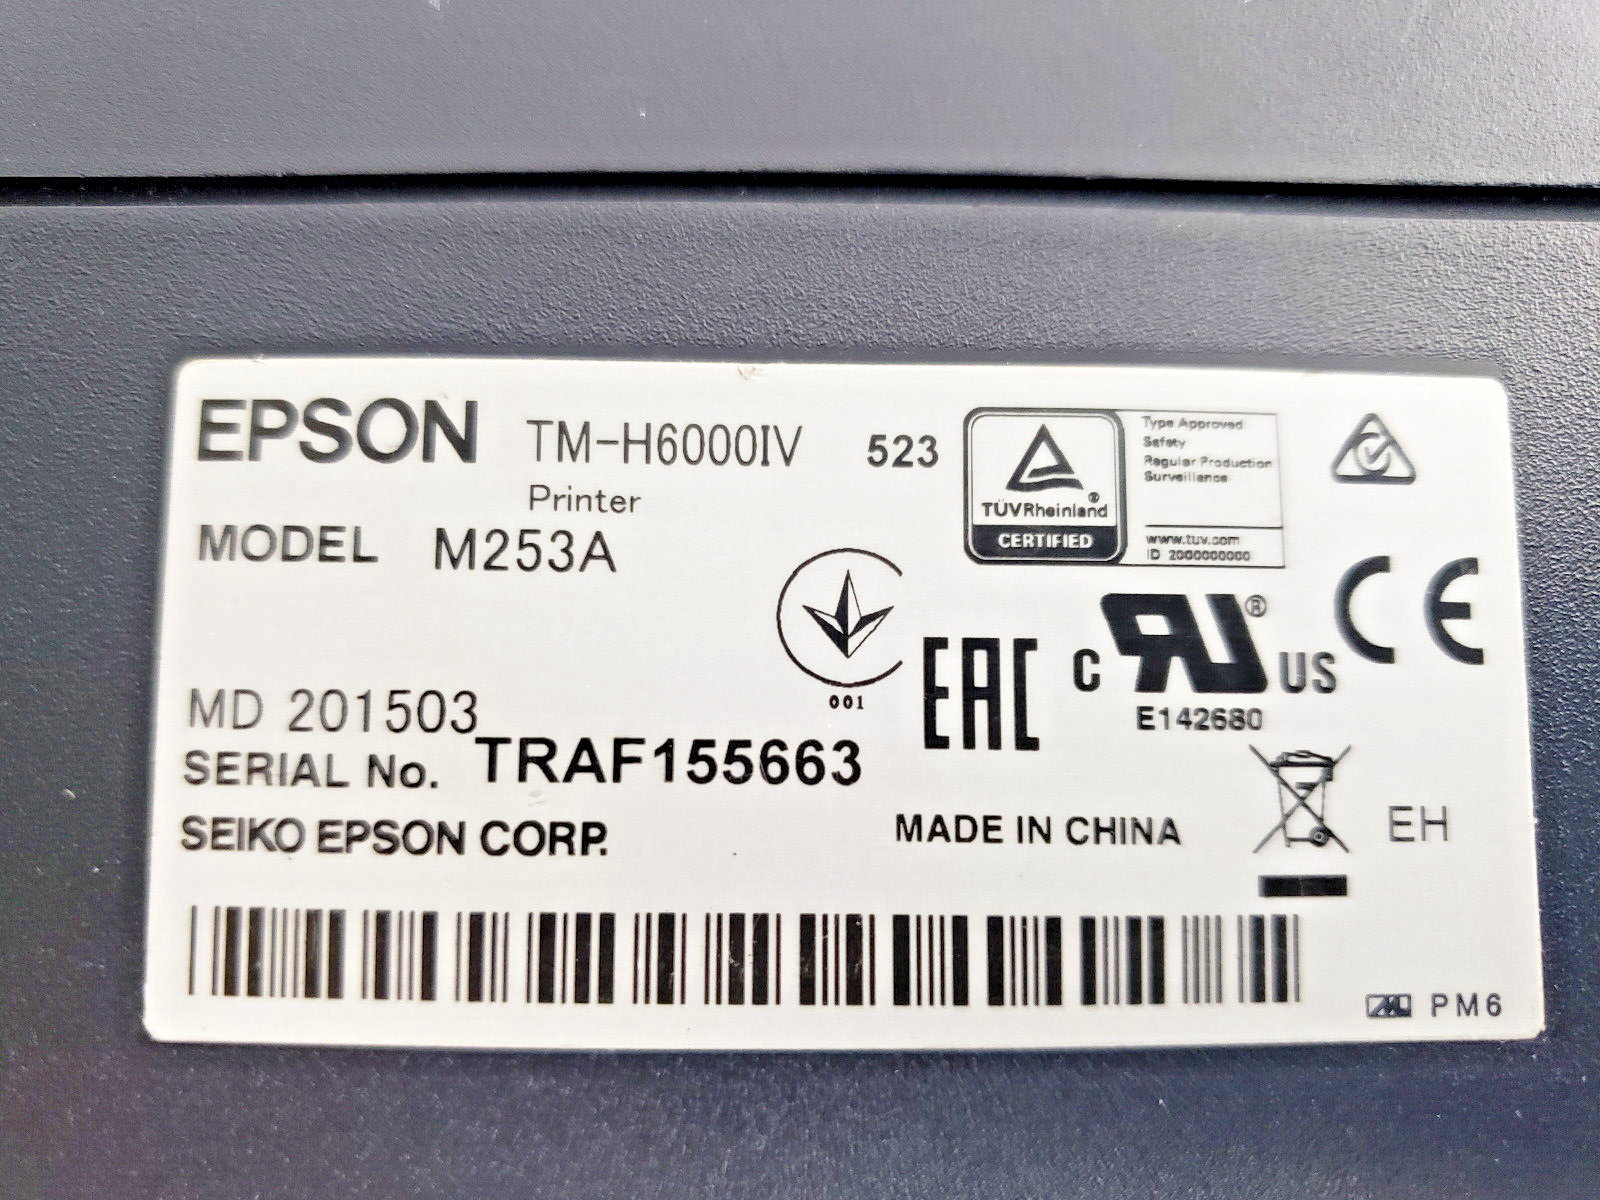 EPSON TM-H6000IV 523
Printer
MODEL M253A
TÜVRheinland®
CERTIFIED
Type Approved
Safety
Regular Production
Surveillance
www.tuv.com
ID 2000000000
001
EAC
C RU® US
E142680
CE
MD 201503
SERIAL No. TRAF155663
SEIKO EPSON CORP.
MADE IN CHINA
EH
PM6